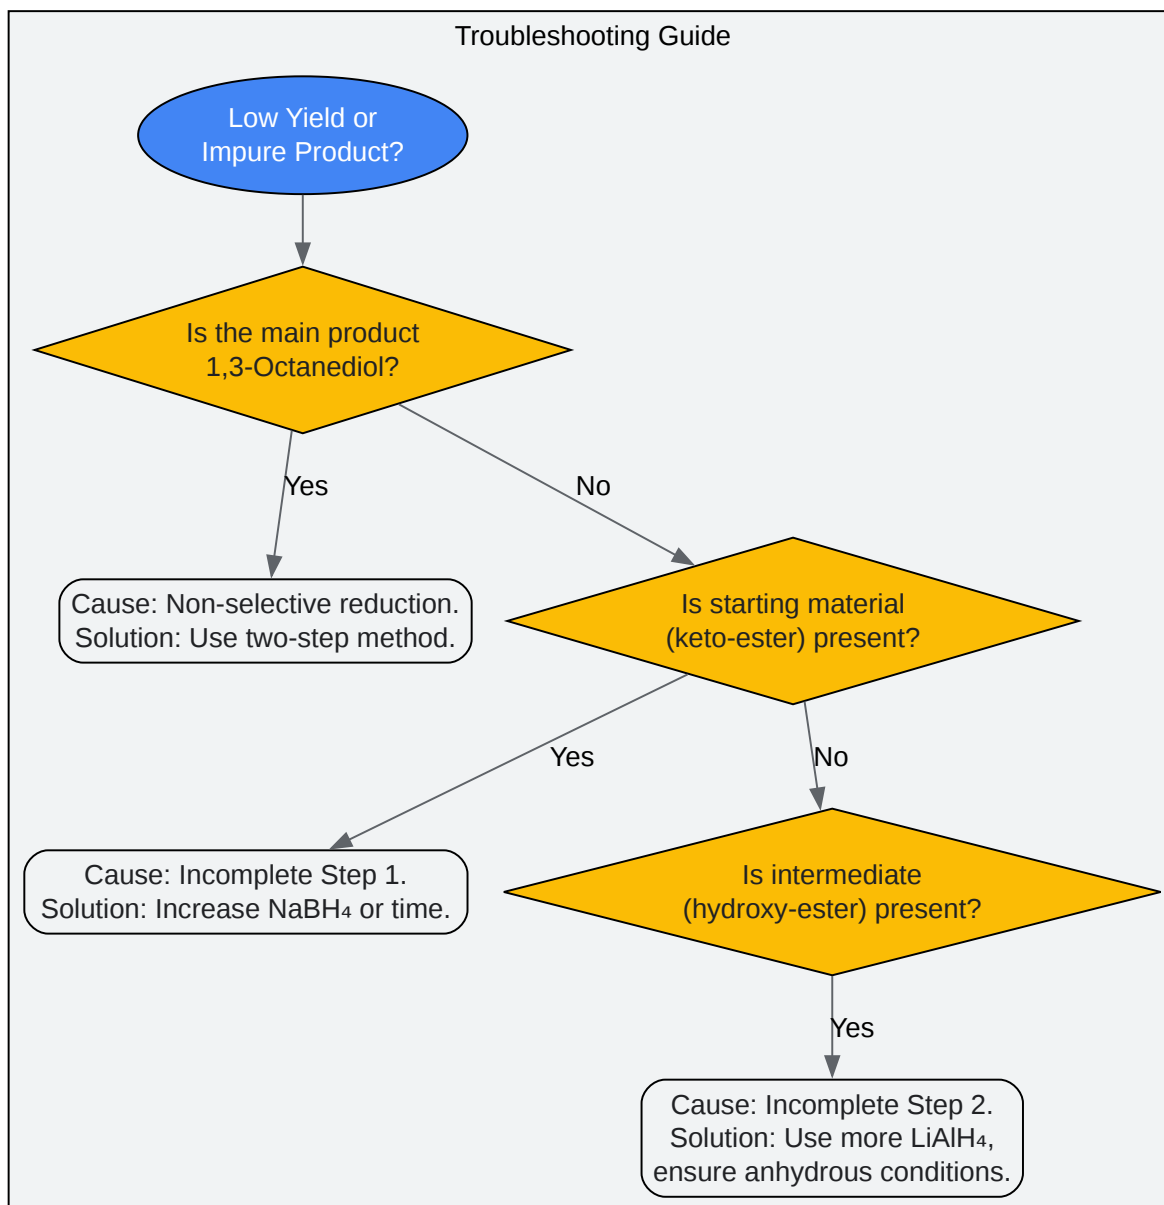 Troubleshooting Guide
Low Yield or
Impure Product?
Is the main product
1,3-Octanediol?
Yes
No
Cause: Non-selective reduction.
Solution: Use two-step method.
Is starting material
(keto-ester) present?
Yes
No
Cause: Incomplete Step 1.
Solution: Increase NaBH₄ or time.
Is intermediate
(hydroxy-ester) present?
Yes
Cause: Incomplete Step 2.
Solution: Use more LiAlH₄,
ensure anhydrous conditions.